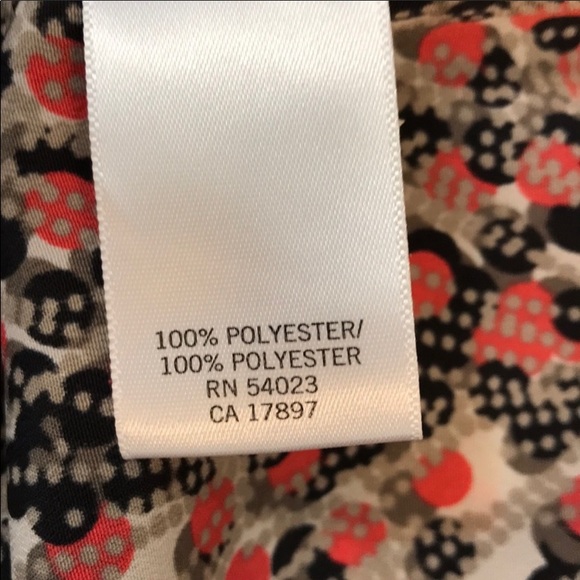 100% POLYESTER/
100% POLYESTER
RN 54023
CA 17897